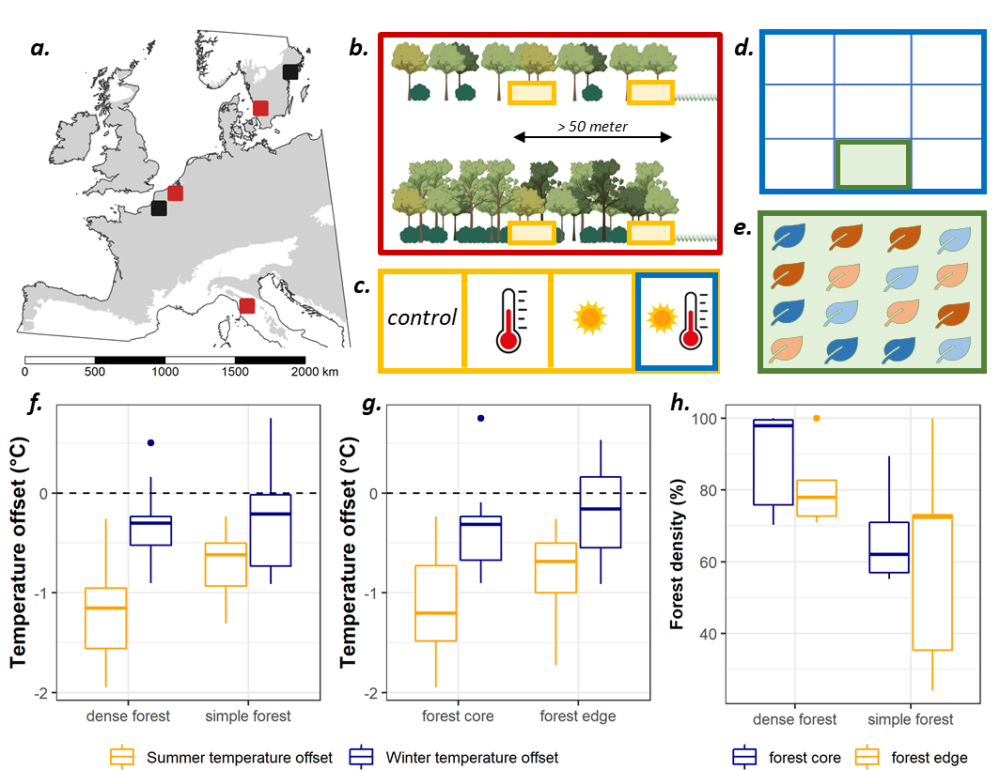 a.
0 500 1000 1500 2000 km
b.
> 50 meter
c.
control
d.
e.
f.
Temperature offset (°C)
0
-1
-2
dense forest simple forest
g.
Temperature offset (°C)
0
-1
-2
forest core forest edge
Summer temperature offset Winter temperature offset
h.
Forest density (%)
100
80
60
40
dense forest simple forest
forest core forest edge